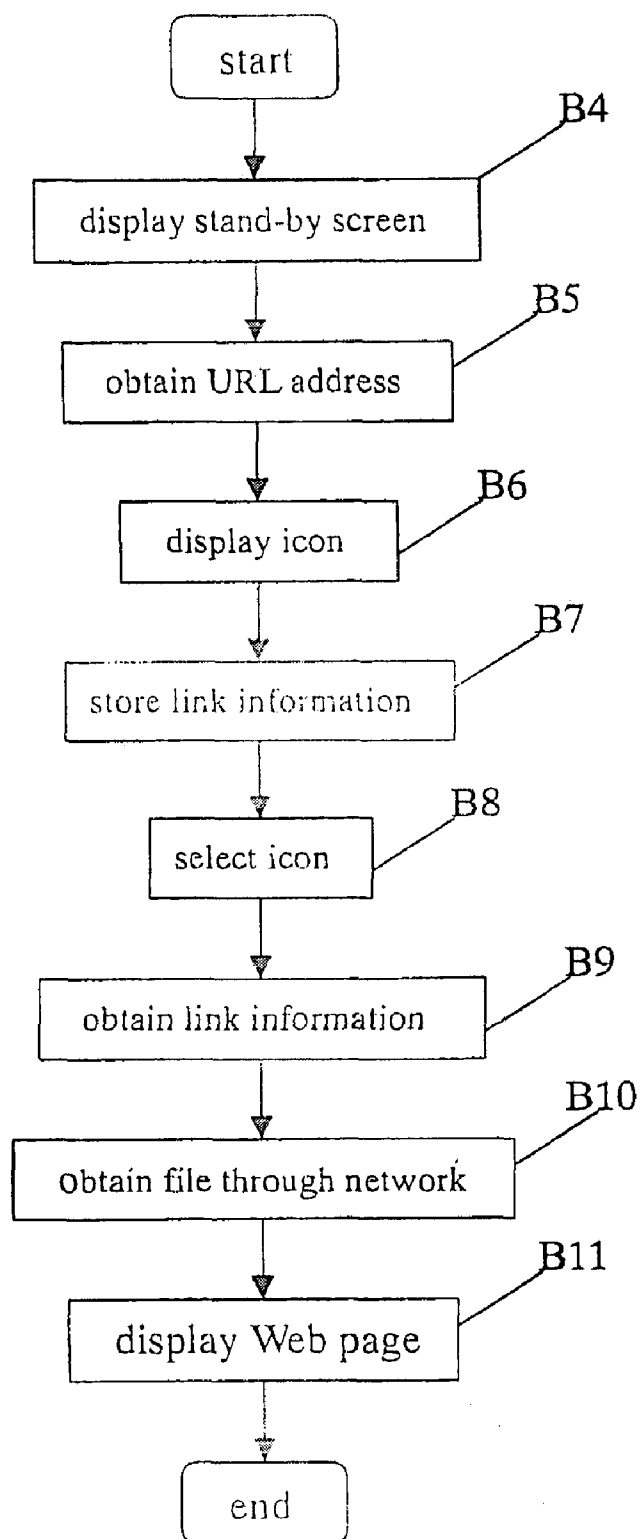 start
B4
display stand-by screen
B5
obtain URL address
B6
display icon
B7
store link information
B8
select icon
B9
obtain link information
B10
obtain file through network
B11
display Web page
end